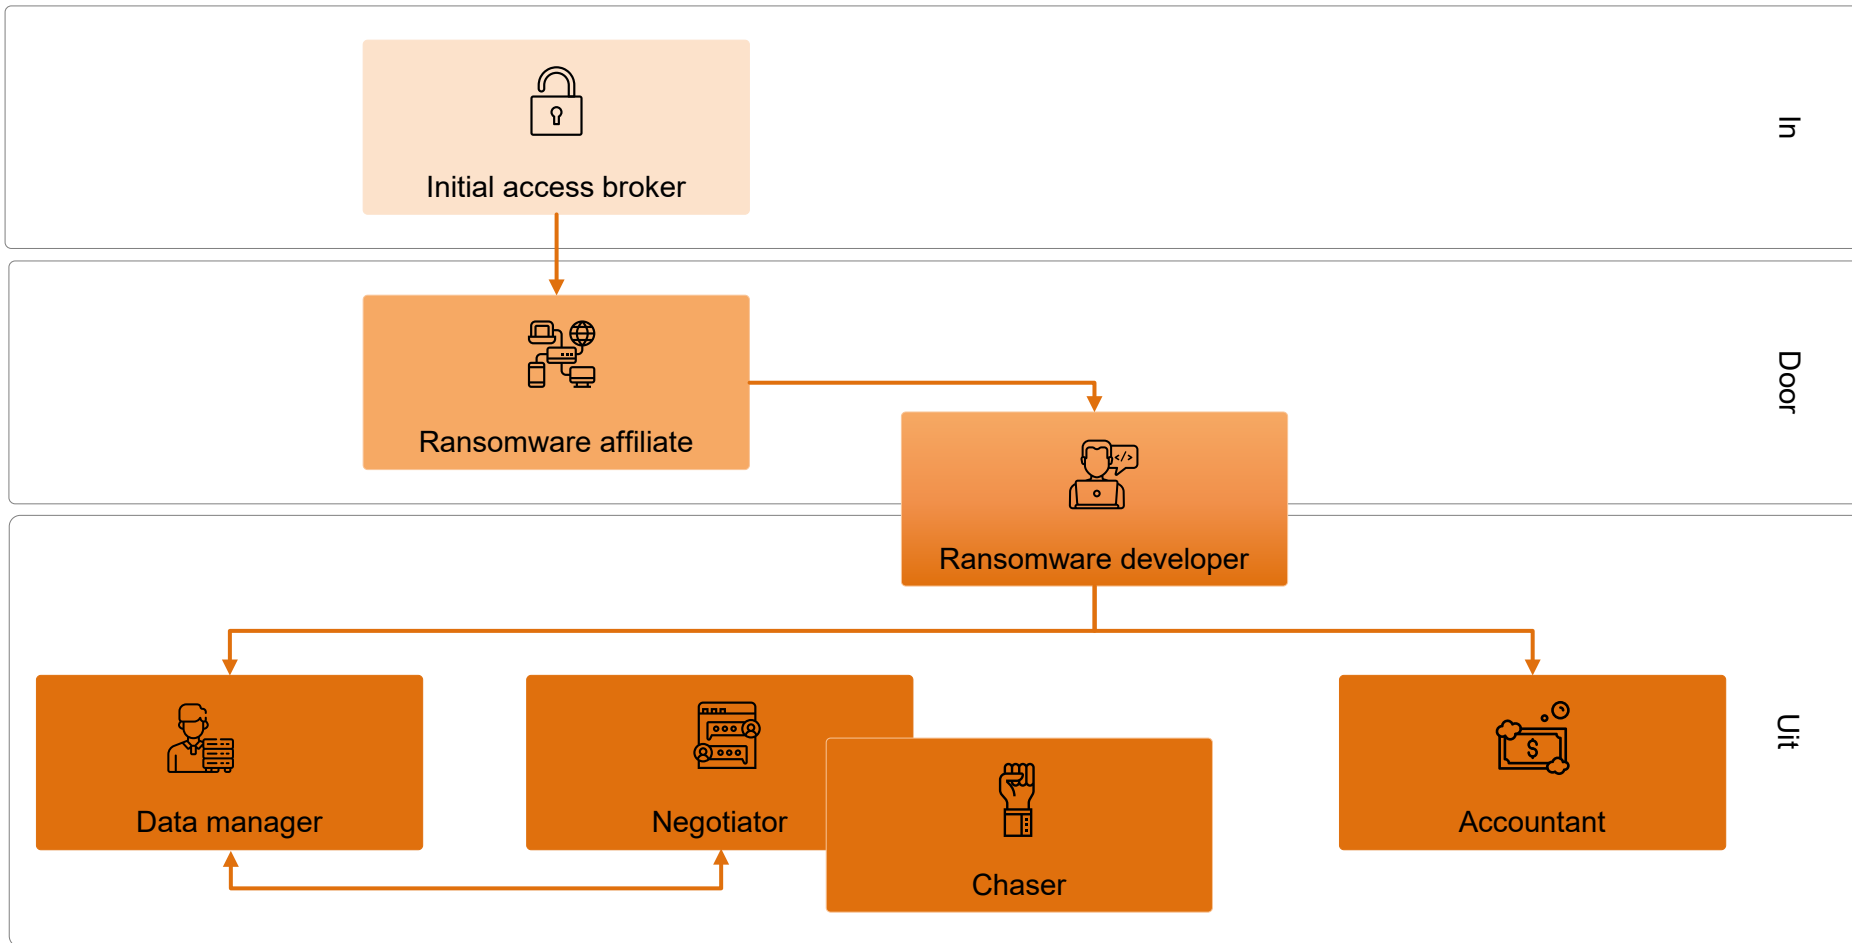 Initial access broker
In
Ransomware affiliate
Door
</>
Ransomware developer
Data manager
Negotiator
Chaser
$
Accountant
Uit